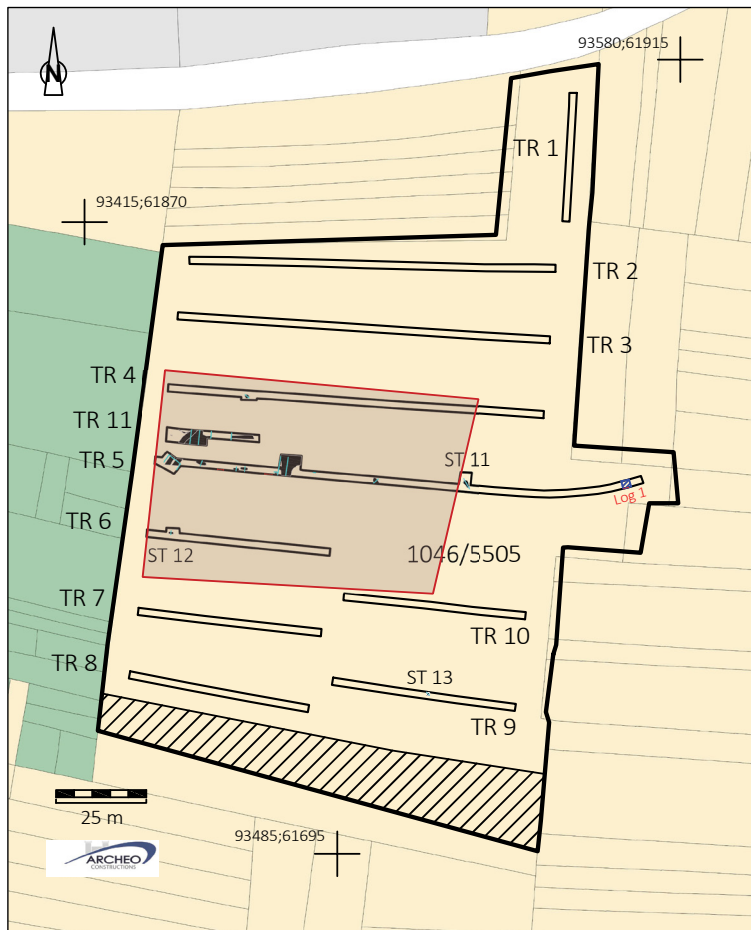 93580;61915
N
TR 1
93415;61870
TR 2
TR 3
TR 4
TR 11
TR 5
ST 11
Log 1
TR 6
ST 12
1046/5505
TR 7
TR 10
TR 8
ST 13
TR 9
25 m
93485;61695
ARCHEO
CONSTRUCTIONS